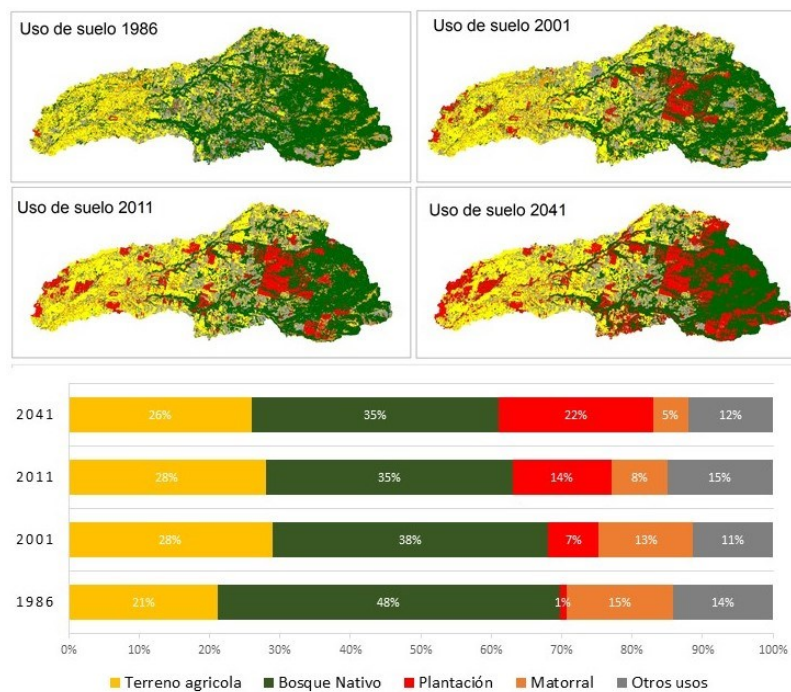 Uso de suelo 1986
Uso de suelo 2001
Uso de suelo 2011
Uso de suelo 2041
2041 26% 35% 22% 5% 12%
2011 28% 35% 14% 8% 15%
2001 28% 38% 7% 13% 11%
1986 21% 48% 1% 15% 14%
0% 10% 20% 30% 40% 50% 60% 70% 80% 90% 100%
Terreno agricola Bosque Nativo Plantación Matorral Otros usos